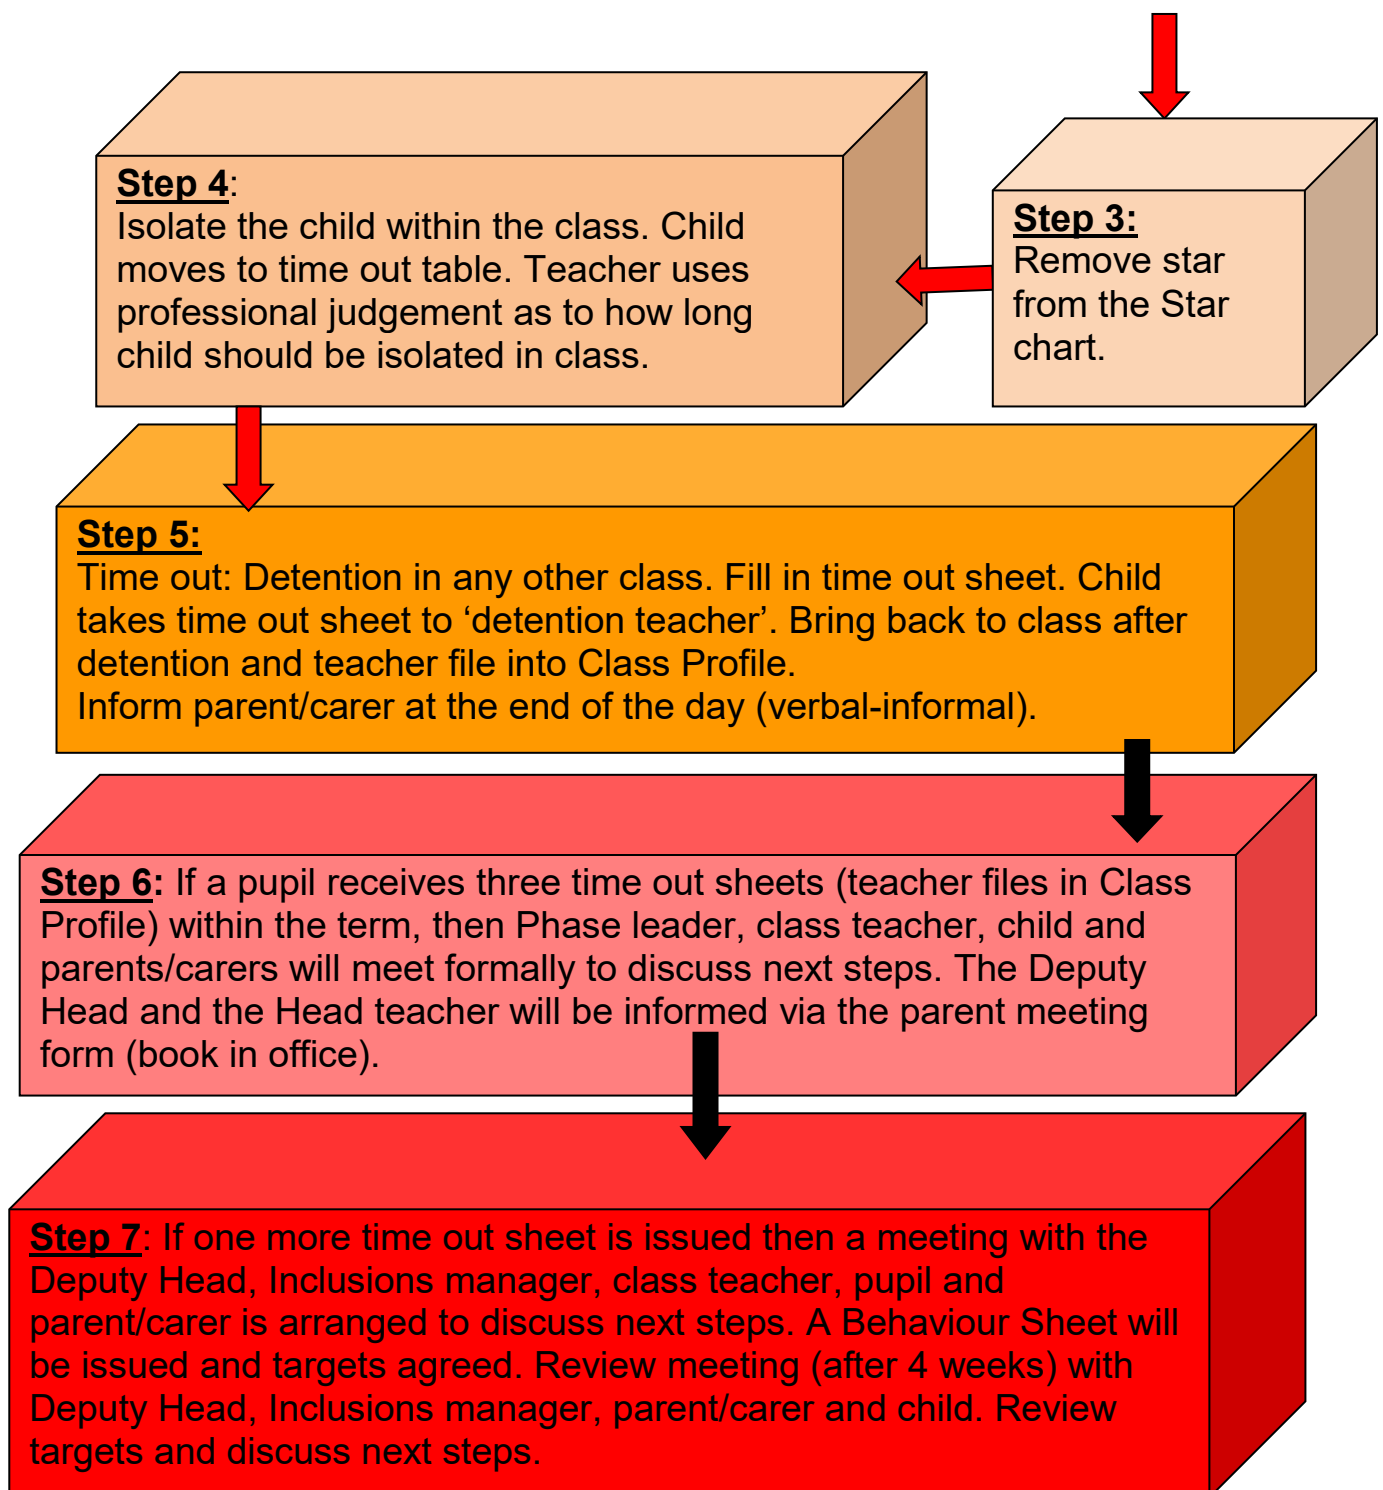 Step 3:
Remove star
from the Star
chart.
Step 4:
Isolate the child within the class. Child
moves to time out table. Teacher uses
professional judgement as to how long
child should be isolated in class.
Step 5:
Time out: Detention in any other class. Fill in time out sheet. Child
takes time out sheet to ‘detention teacher’. Bring back to class after
detention and teacher file into Class Profile.
Inform parent/carer at the end of the day (verbal-informal).
Step 6: If a pupil receives three time out sheets (teacher files in Class
Profile) within the term, then Phase leader, class teacher, child and
parents/carers will meet formally to discuss next steps. The Deputy
Head and the Head teacher will be informed via the parent meeting
form (book in office).
Step 7: If one more time out sheet is issued then a meeting with the
Deputy Head, Inclusions manager, class teacher, pupil and
parent/carer is arranged to discuss next steps. A Behaviour Sheet will
be issued and targets agreed. Review meeting (after 4 weeks) with
Deputy Head, Inclusions manager, parent/carer and child. Review
targets and discuss next steps.